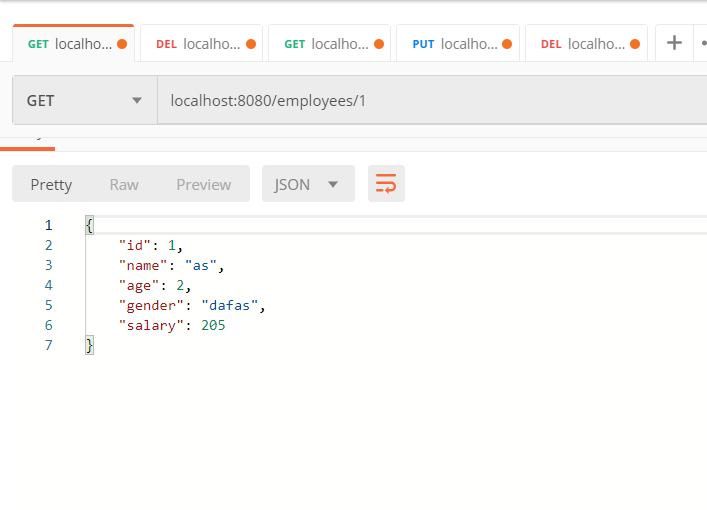 GET localho... DEL localho... GET localho... PUT localho... DEL localho...
GET localhost:8080/employees/1
Pretty Raw Preview JSON
1 {
2 "id": 1,
3 "name": "as",
4 "age": 2,
5 "gender": "dafas",
6 "salary": 205
7 }